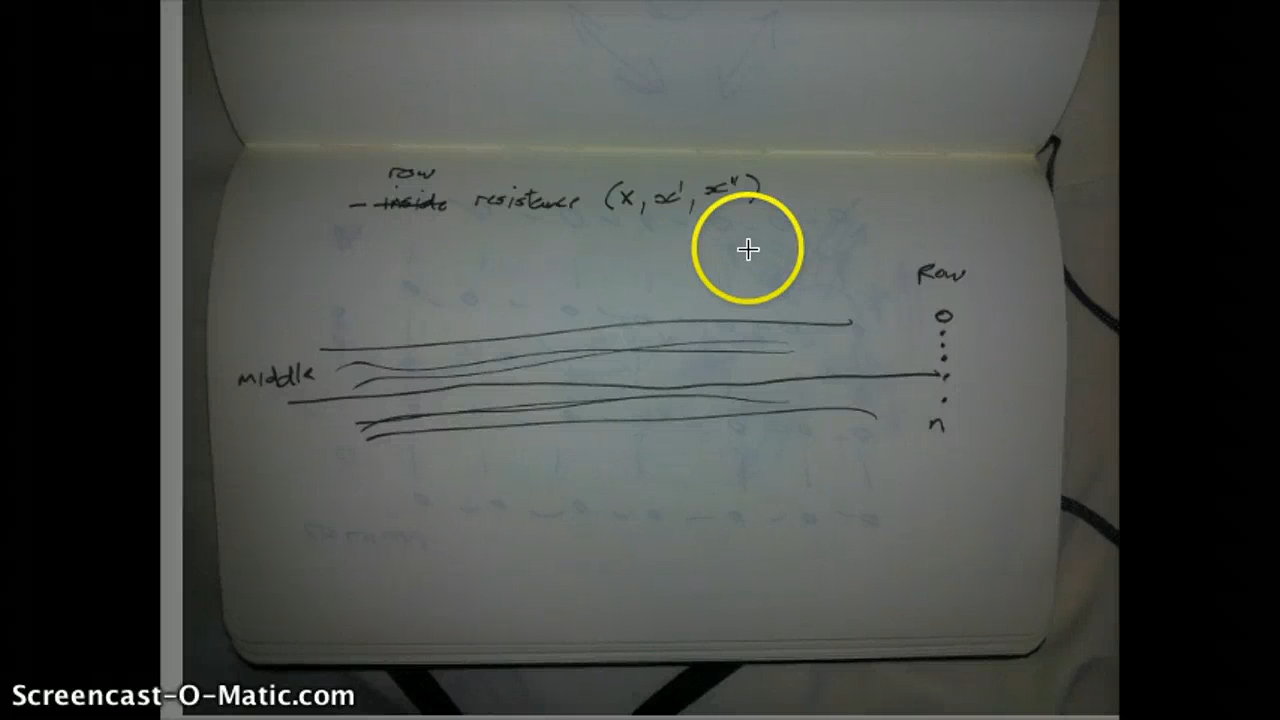 row
- inside resistance (x, x', x'')
Row
0
middle
n
Screencast-O-Matic.com